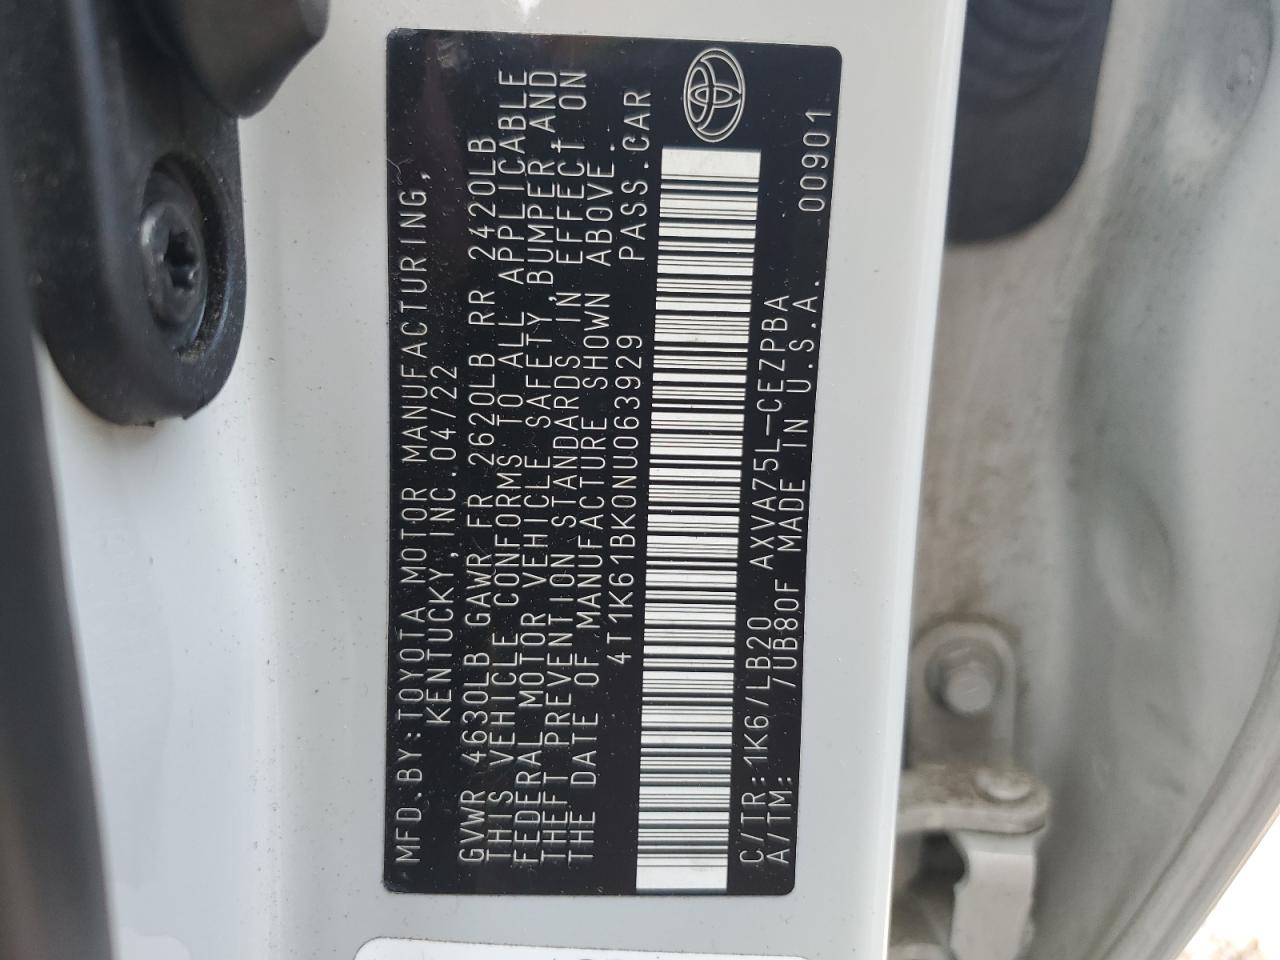 MFD.BY:TOYOTA MOTOR MANUFACTURING,
KENTUCKY,INC.04/22
GVWR 4630LB GAWR FR 2620LB RR 2420LB
THIS VEHICLE CONFORMS TO ALL APPLICABLE
FEDERAL MOTOR VEHICLE SAFETY,BUMPER,AND
THEFT PREVENTION STANDARDS IN EFFECT ON
THE DATE OF MANUFACTURE SHOWN ABOVE.
4T1K61BK0NU063929 PASS.CAR
C/TR:1K6/LB20 AXVA75L-CEZPBA
A/TM: 7UB80F MADE IN U.S.A. 00901